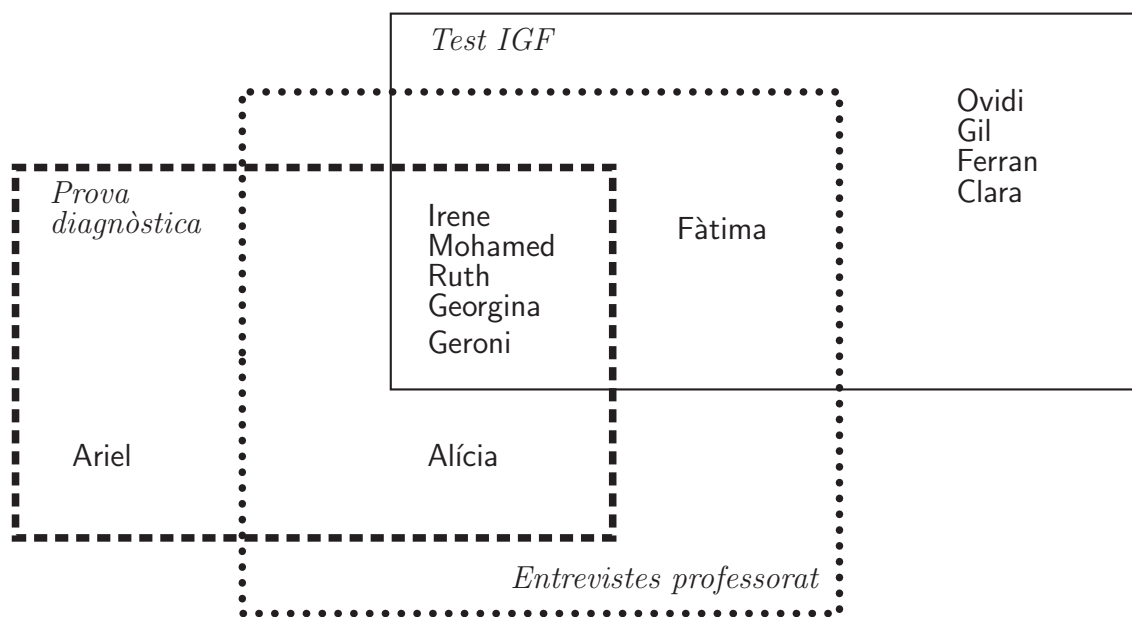 Test IGF
Ovidi
Gil
Ferran
Clara
Prova
diagnòstica
Irene
Mohamed
Ruth
Georgina
Geroni
Fàtima
Ariel
Alícia
Entrevistes professorat